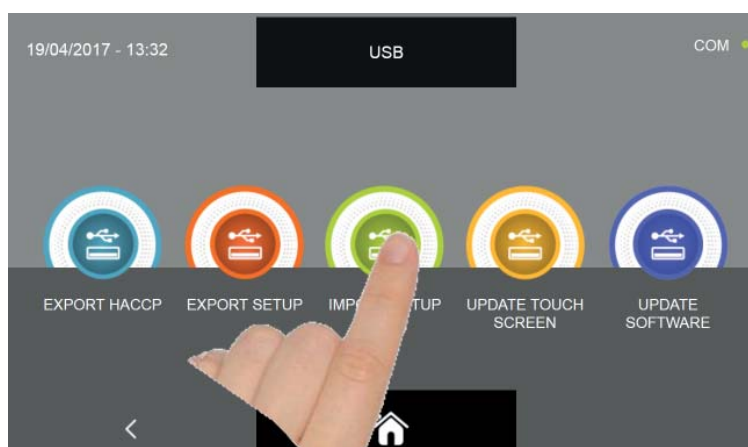 19/04/2017 - 13:32
USB
COM
EXPORT HACCP
EXPORT SETUP
UPDATE TOUCH
SCREEN
UPDATE
SOFTWARE